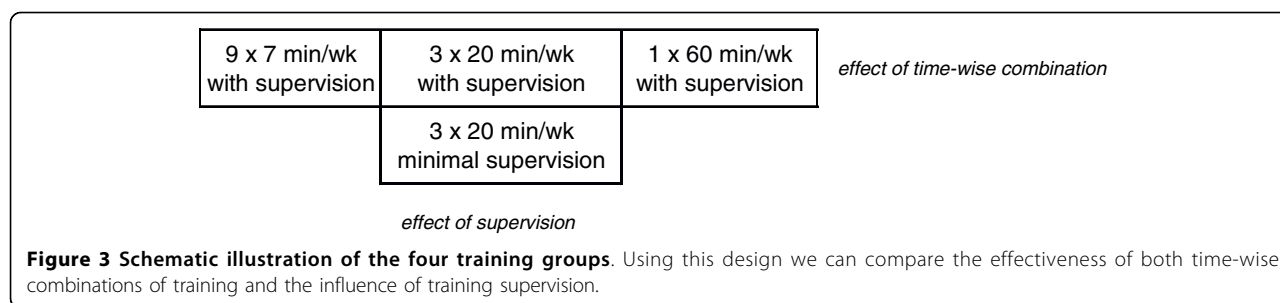 9 x 7 min/wk 3 x 20 min/wk 1 x 60 min/wk
with supervision with supervision with supervision
effect of time-wise combination
3 x 20 min/wk
minimal supervision
effect of supervision
Figure 3 Schematic illustration of the four training groups. Using this design we can compare the effectiveness of both time-wise
combinations of training and the influence of training supervision.